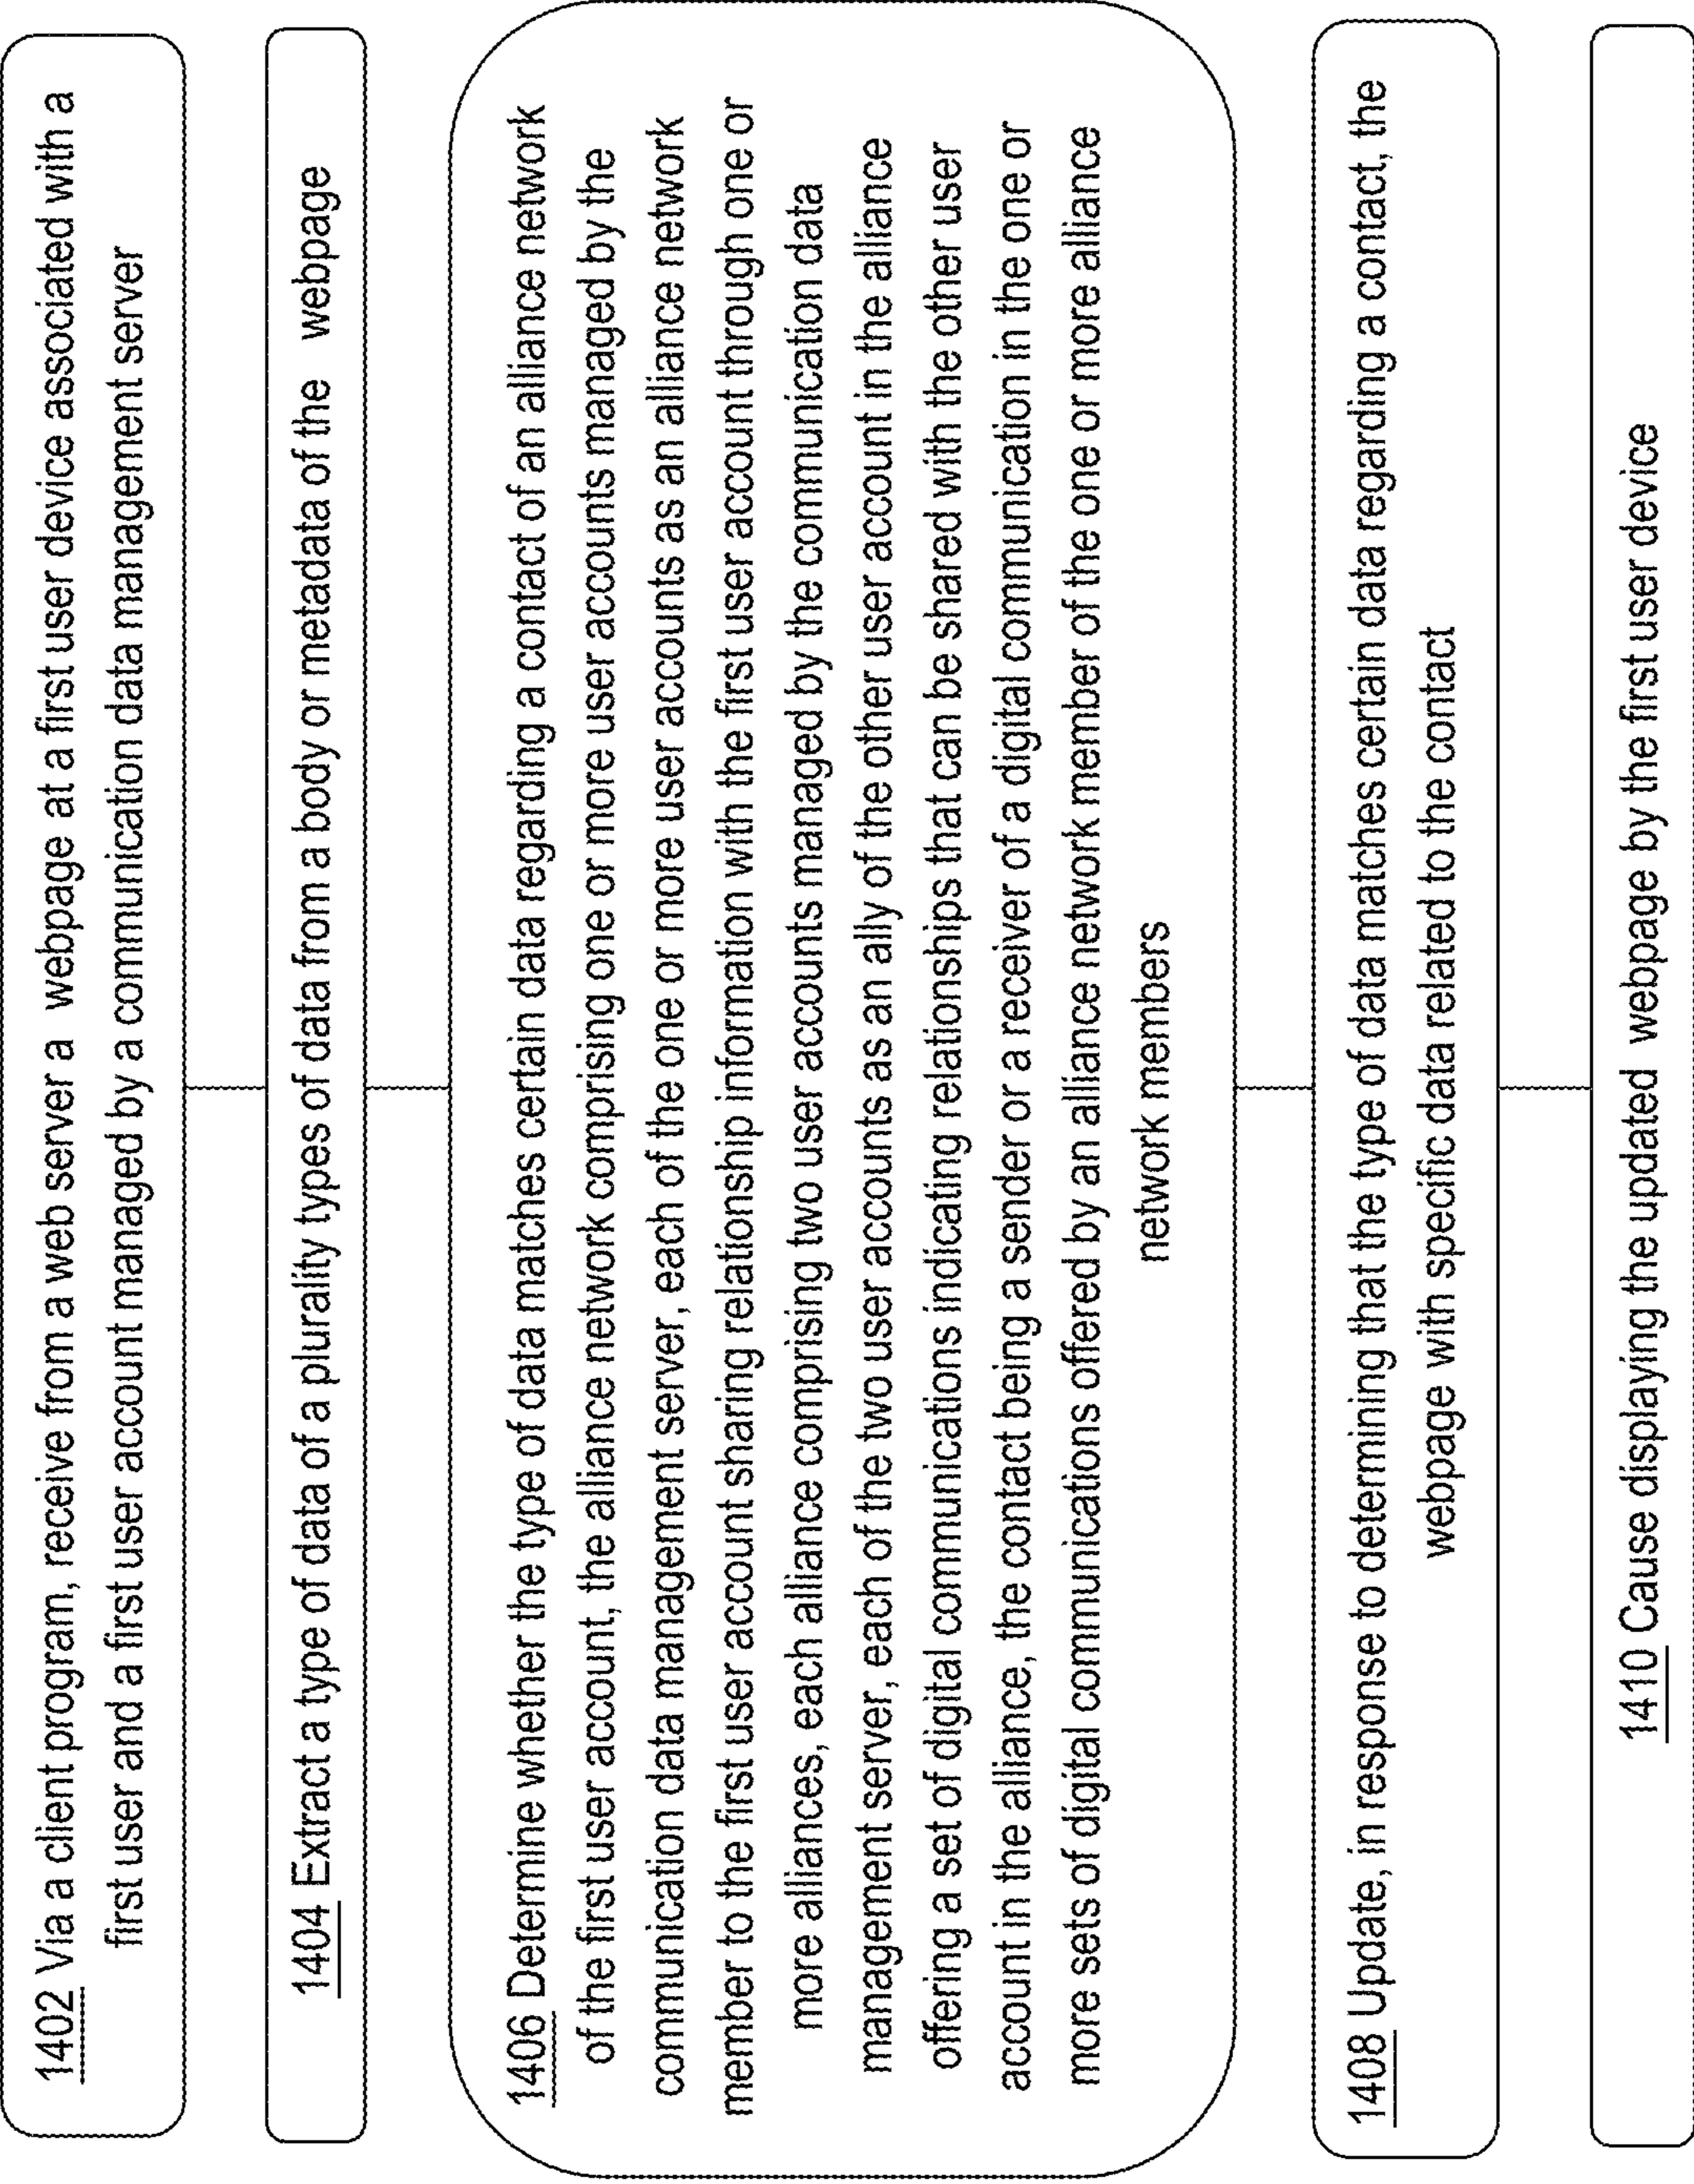 1402 Via a client program, receive from a web server a webpage at a first user device associated with a
first user and a first user account managed by a communication data management server
1404 Extract a type of data of a plurality types of data from a body or metadata of the webpage
1406 Determine whether the type of data matches certain data regarding a contact of an alliance network
of the first user account, the alliance network comprising one or more user accounts managed by the
communication data management server, each of the one or more user accounts as an alliance network
member to the first user account sharing relationship information with the first user account through one or
more alliances, each alliance comprising two user accounts managed by the communication data
management server, each of the two user accounts as an ally of the other user account in the alliance
offering a set of digital communications indicating relationships that can be shared with the other user
account in the alliance, the contact being a sender or a receiver of a digital communication in the one or
more sets of digital communications offered by an alliance network member of the one or more alliance
network members
1408 Update, in response to determining that the type of data matches certain data regarding a contact, the
webpage with specific data related to the contact
1410 Cause displaying the updated webpage by the first user device